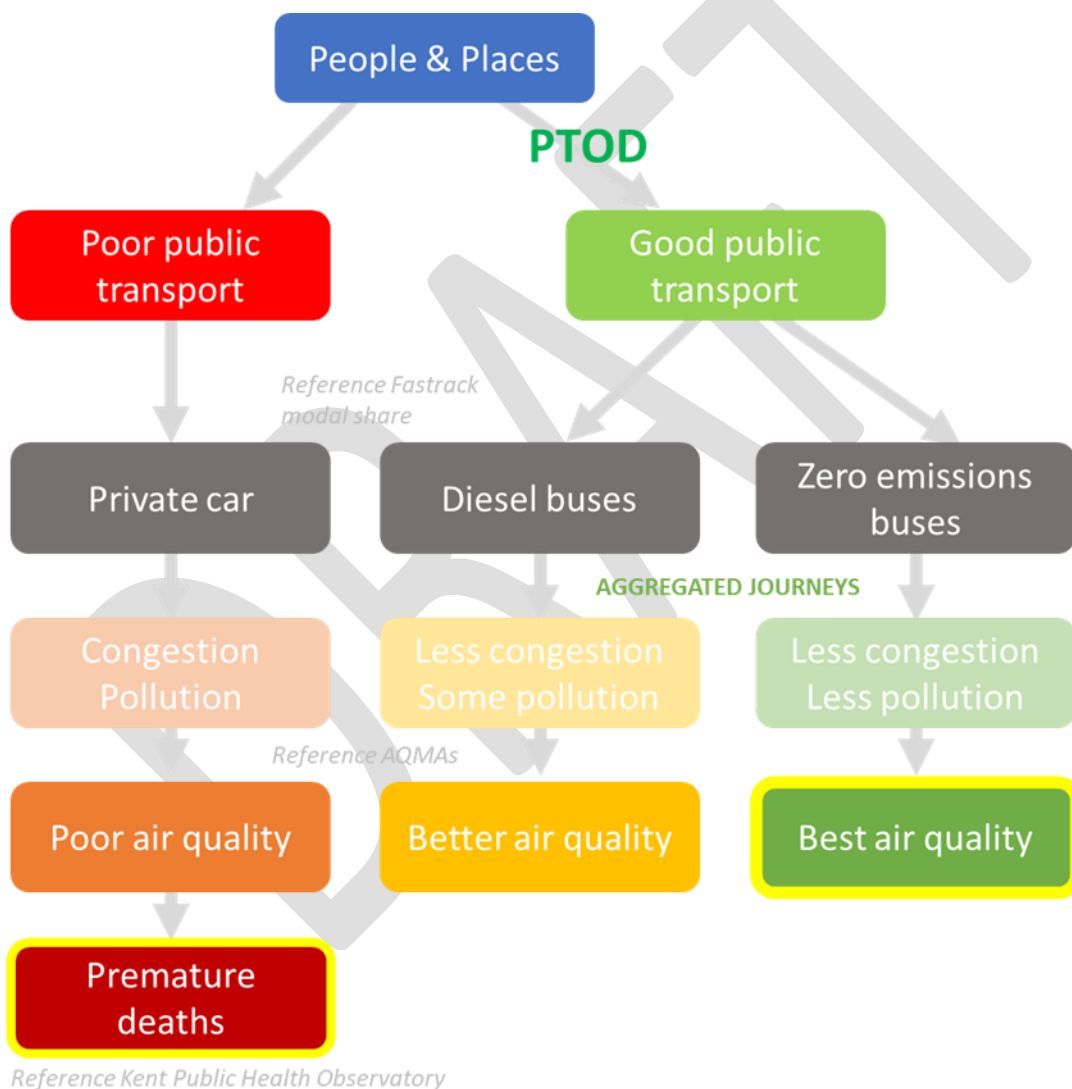 People & Places
PTOD
Poor public
transport
Good public
transport
Reference Fastrack
modal share
Private car
Diesel buses
Zero emissions
buses
AGGREGATED JOURNEYS
Congestion
Pollution
Less congestion
Some pollution
Less congestion
Less pollution
Reference AQMAs
Poor air quality
Better air quality
Best air quality
Premature
deaths
Reference Kent Public Health Observatory
DRAFT